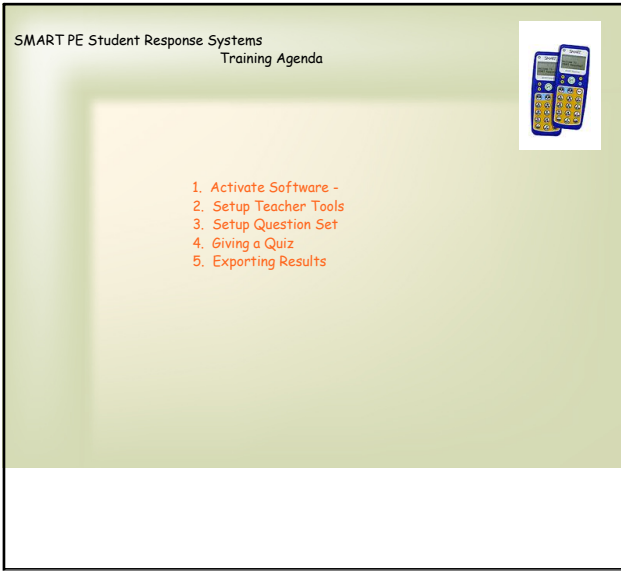 SMART PE Student Response Systems
Training Agenda
1. Activate Software -
2. Setup Teacher Tools
3. Setup Question Set
4. Giving a Quiz
5. Exporting Results